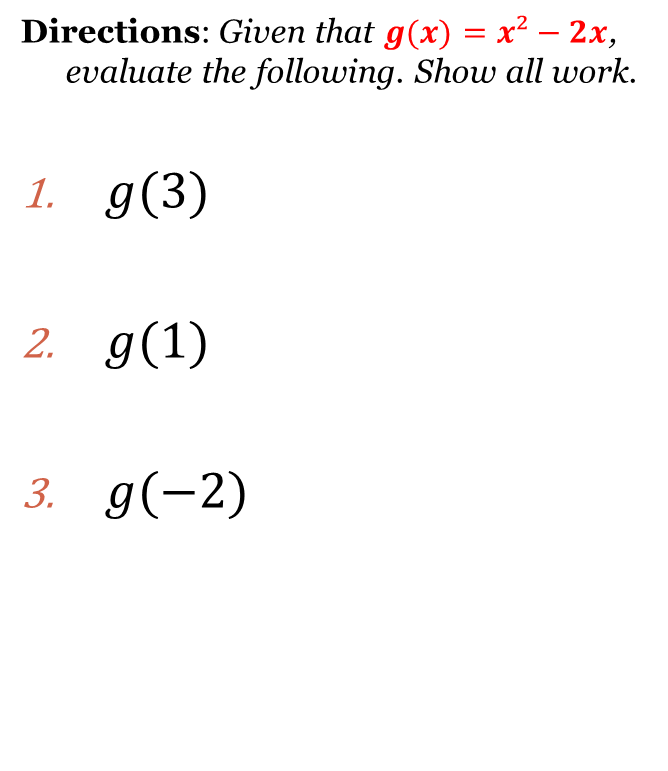 Directions: Given that g(x) = x² − 2x,
evaluate the following. Show all work.
1. g(3)
2. g(1)
3. g(−2)